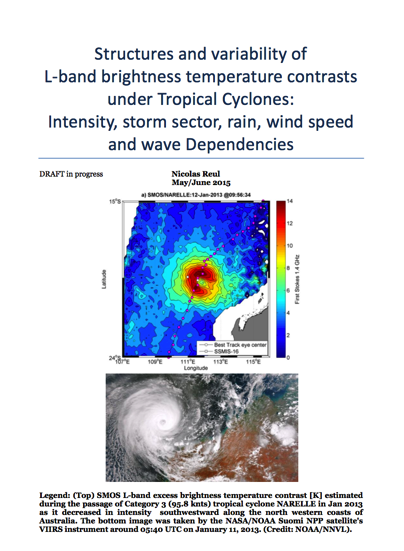 Structures and variability of
L-band brightness temperature contrasts
under Tropical Cyclones:
Intensity, storm sector, rain, wind speed
and wave Dependencies
DRAFT in progress
Nicolas Reul
May/June 2015
a) SMOS/NARELLE:12-Jan-2013 @09:56:34
15°S
24°S
Latitude
107°E 109°E 111°E 113°E 115°E
Longitude
Best Track eye center
SSMIS-16
14
12
10
8
6
4
2
0
First Stokes 1.4 GHz
Legend: (Top) SMOS L-band excess brightness temperature contrast [K] estimated
during the passage of Category 3 (95.8 knts) tropical cyclone NARELLE in Jan 2013
as it decreased in intensity southwestward along the north western coasts of
Australia. The bottom image was taken by the NASA/NOAA Suomi NPP satellite's
VIIRS instrument around 05:40 UTC on January 11, 2013. (Credit: NOAA/NNVL).